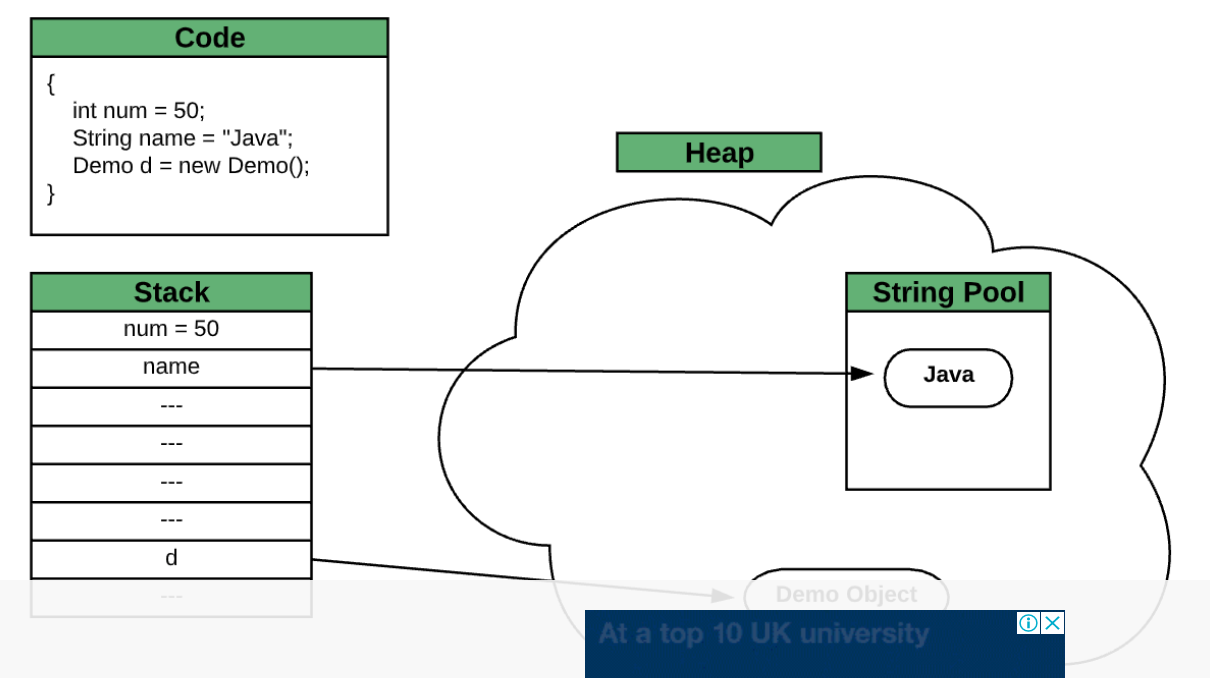 Code
{
int num = 50;
String name = "Java";
Demo d = new Demo();
}
Heap
Stack
num = 50
name
---
---
---
---
d
---
String Pool
Java
Demo Object
At a top 10 UK university